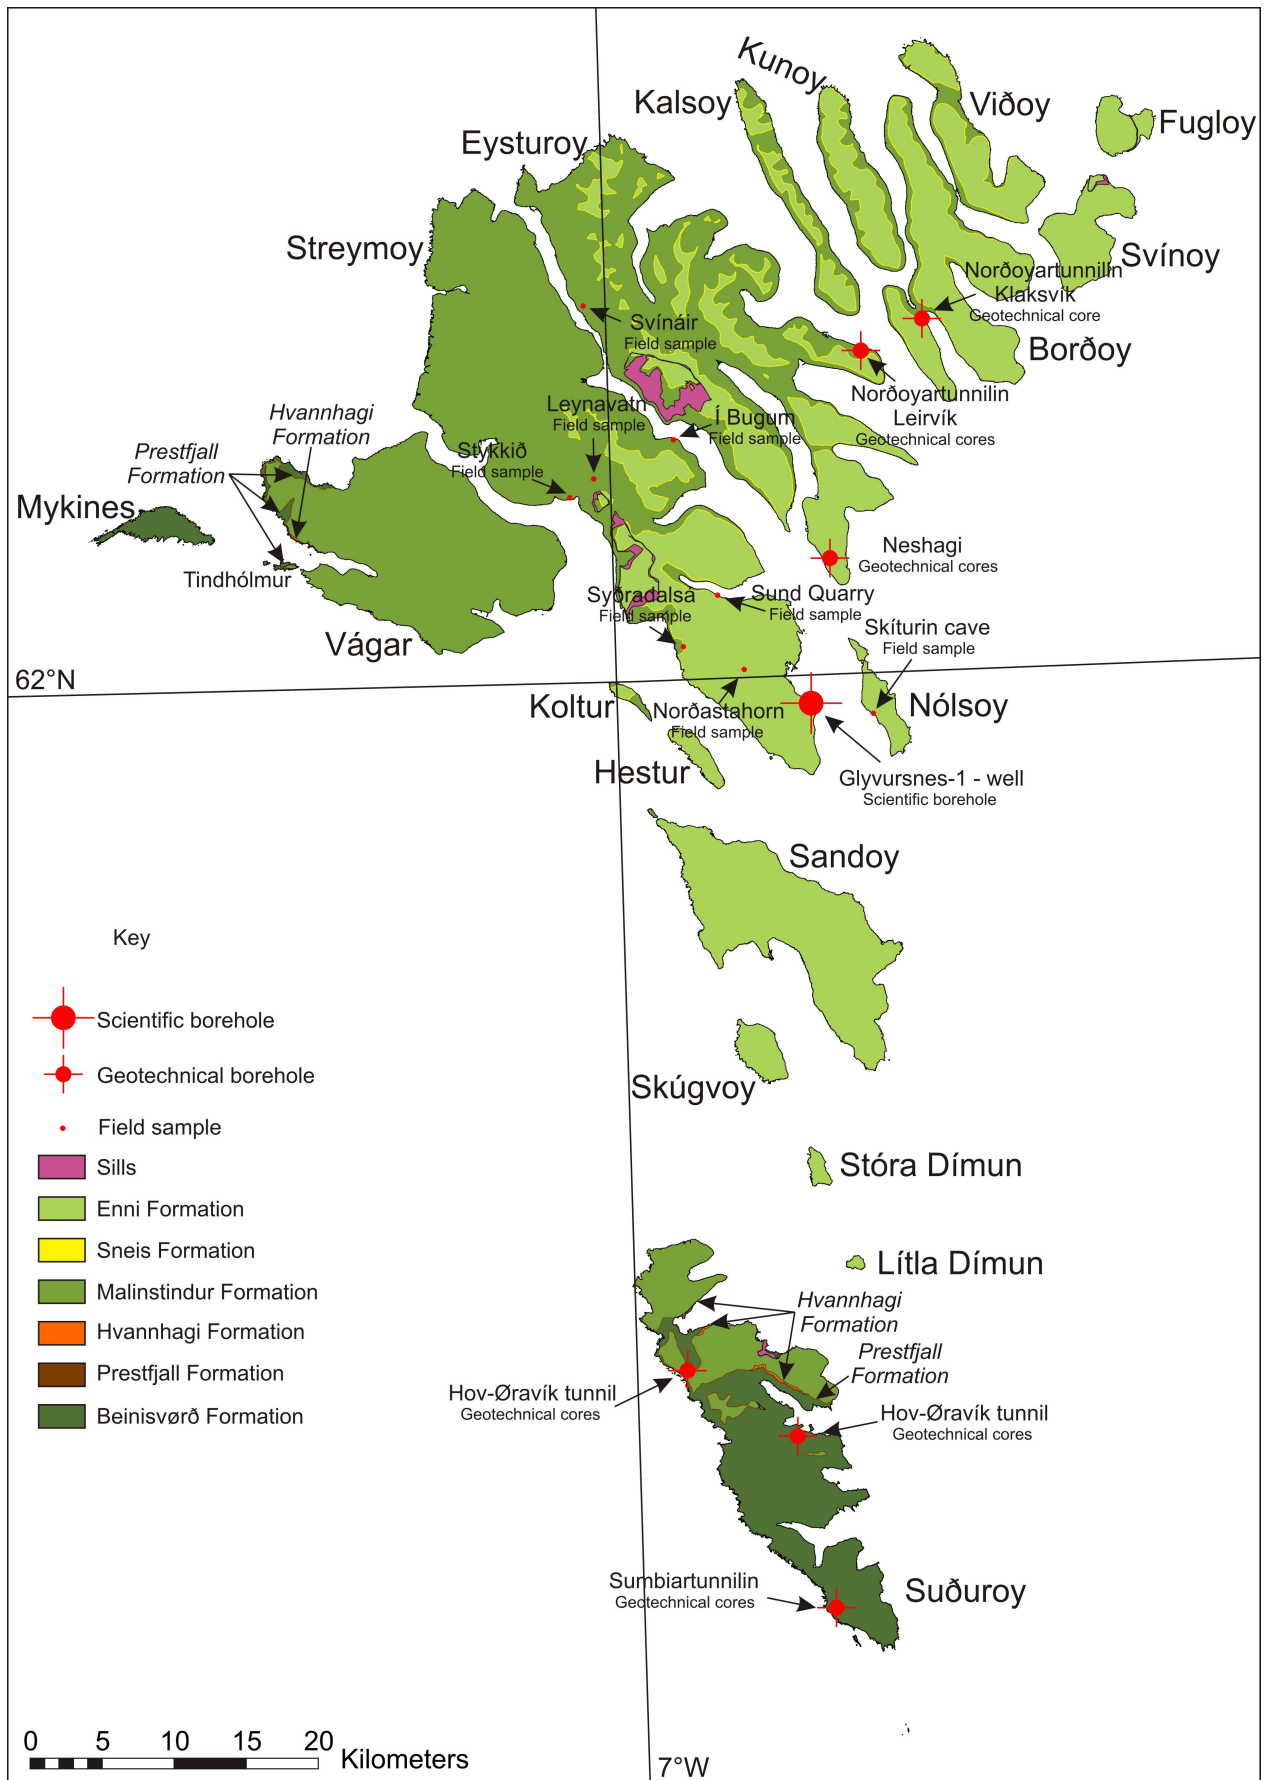 Kunoy
Kalsoy
Viðoy
Fugloy
Eysturoy
Streymoy
Svínoy
Norðoyartunnilin
Klaksvík
Geotechnical core
Svínáir
Field sample
Borðoy
Norðoyartunnilin
Leirvík
Geotechnical cores
Hvannhagi
Formation
Leynavatn
Field sample
Í Bugum
Field sample
Prestfjall
Formation
Stykkið
Field sample
Mykines
Neshagi
Geotechnical cores
Tindhólmur
Syðradalsá
Field sample
Sund Quarry
Field sample
Skíturin cave
Field sample
Vágar
62°N
Koltur
Norðastahorn
Field sample
Nólsoy
Hestur
Glyvursnes-1 - well
Scientific borehole
Sandoy
Key
Scientific borehole
Geotechnical borehole
Skúgvoy
Field sample
Sills
Stóra Dímun
Enni Formation
Sneis Formation
Lítla Dímun
Malinstindur Formation
Hvannhagi
Formation
Hvannhagi Formation
Prestfjall
Formation
Prestfjall Formation
Hov-Øravík tunnil
Geotechnical cores
Beinisvørð Formation
Hov-Øravík tunnil
Geotechnical cores
Sumbiartunnilin
Geotechnical cores
Suðuroy
0 5 10 15 20
Kilometers
7°W